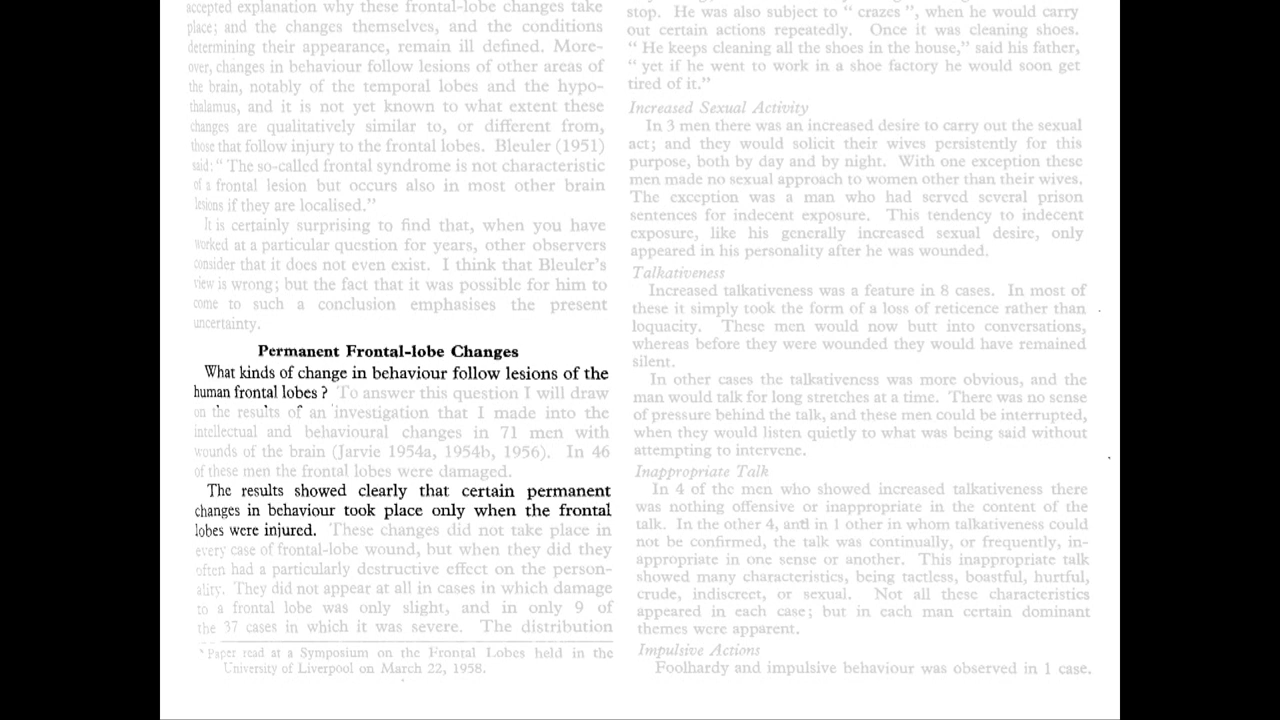 accepted explanation why these frontal-lobe changes take
place; and the changes themselves, and the conditions
determining their appearance, remain ill defined. More-
over, changes in behaviour follow lesions of other areas of
the brain, notably of the temporal lobes and the hypo-
thalamus, and it is not yet known to what extent these
changes are qualitatively similar to, or different from,
those that follow injury to the frontal lobes. Bleuler (1951)
said: “ The so-called frontal syndrome is not characteristic
of a frontal lesion but occurs also in most other brain
lesions if they are localised.”
It is certainly surprising to find that, when you have
worked at a particular question for years, other observers
consider that it does not even exist. I think that Bleuler’s
view is wrong; but the fact that it was possible for him to
come to such a conclusion emphasises the present
uncertainty.
Permanent Frontal-lobe Changes
What kinds of change in behaviour follow lesions of the
human frontal lobes ? To answer this question I will draw
on the results of an investigation that I made into the
intellectual and behavioural changes in 71 men with
wounds of the brain (Jarvie 1954a, 1954b, 1956). In 46
of these men the frontal lobes were damaged.
The results showed clearly that certain permanent
changes in behaviour took place only when the frontal
lobes were injured. These changes did not take place in
every case of frontal-lobe wound, but when they did they
often had a particularly destructive effect on the person-
ality. They did not appear at all in cases in which damage
to a frontal lobe was only slight, and in only 9 of
the 37 cases in which it was severe. The distribution
* Paper read at a Symposium on the Frontal Lobes held in the
University of Liverpool on March 22, 1958.
stop. He was also subject to “ crazes ”, when he would carry
out certain actions repeatedly. Once it was cleaning shoes.
“ He keeps cleaning all the shoes in the house,” said his father,
“ yet if he went to work in a shoe factory he would soon get
tired of it.”
Increased Sexual Activity
In 3 men there was an increased desire to carry out the sexual
act; and they would solicit their wives persistently for this
purpose, both by day and by night. With one exception these
men made no sexual approach to women other than their wives.
The exception was a man who had served several prison
sentences for indecent exposure. This tendency to indecent
exposure, like his generally increased sexual desire, only
appeared in his personality after he was wounded.
Talkativeness
Increased talkativeness was a feature in 8 cases. In most of
these it simply took the form of a loss of reticence rather than
loquacity. These men would now butt into conversations,
whereas before they were wounded they would have remained
silent.
In other cases the talkativeness was more obvious, and the
man would talk for long stretches at a time. There was no sense
of pressure behind the talk, and these men could be interrupted,
when they would listen quietly to what was being said without
attempting to intervene.
Inappropriate Talk
In 4 of the men who showed increased talkativeness there
was nothing offensive or inappropriate in the content of the
talk. In the other 4, and in 1 other in whom talkativeness could
not be confirmed, the talk was continually, or frequently, in-
appropriate in one sense or another. This inappropriate talk
showed many characteristics, being tactless, boastful, hurtful,
crude, indiscreet, or sexual. Not all these characteristics
appeared in each case; but in each man certain dominant
themes were apparent.
Impulsive Actions
Foolhardy and impulsive behaviour was observed in 1 case.